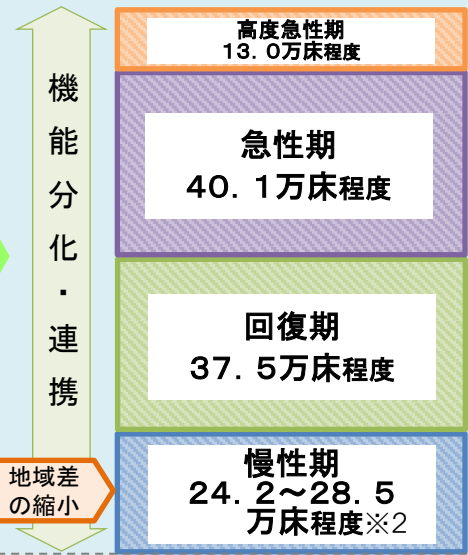 高度急性期
13.0万床程度
機能分化・連携
急性期
40.1万床程度
回復期
37.5万床程度
地域差
の縮小
慢性期
24.2～28.5
万床程度※2